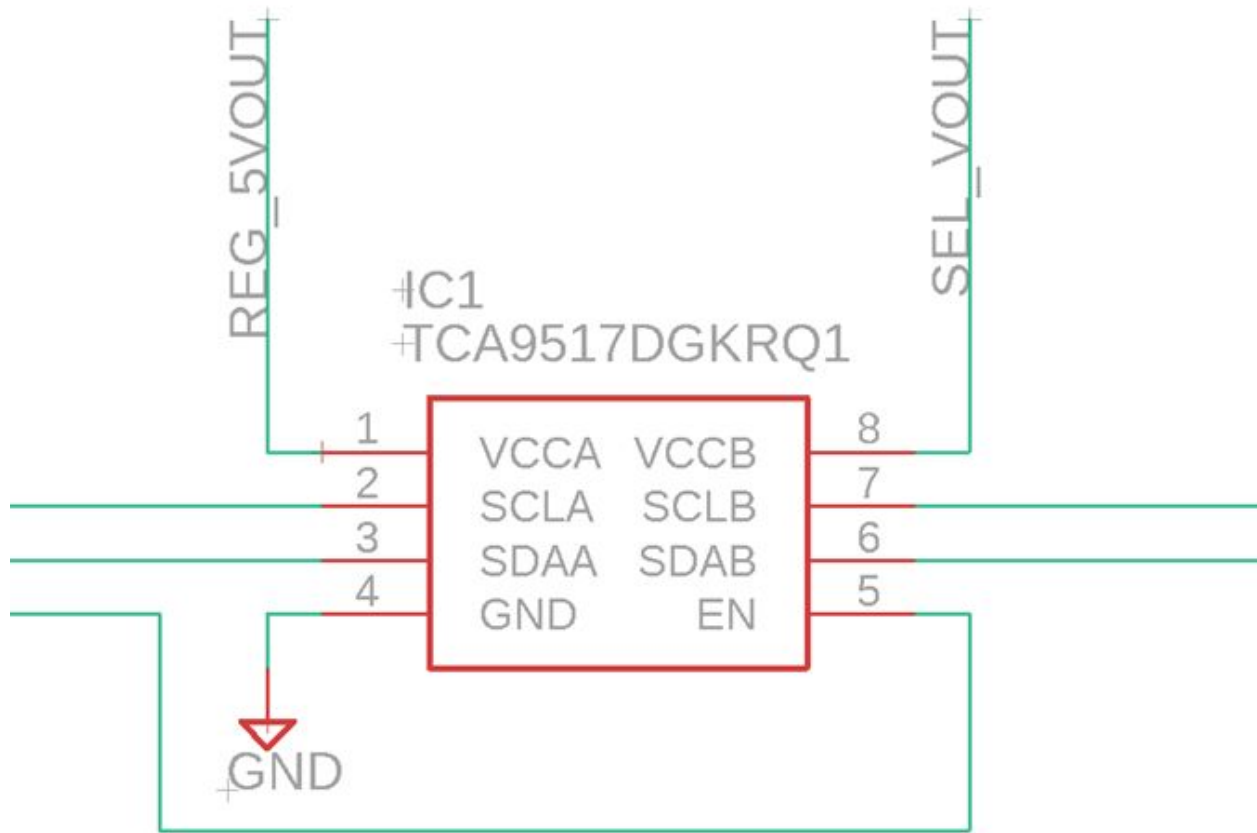 REG_5VOUT
SEL_VOUT
IC1
TCA9517DGKRQ1
1
8
VCCA VCCB
2
7
SCLA SCLB
3
6
SDAA SDAB
4
5
GND EN
GND